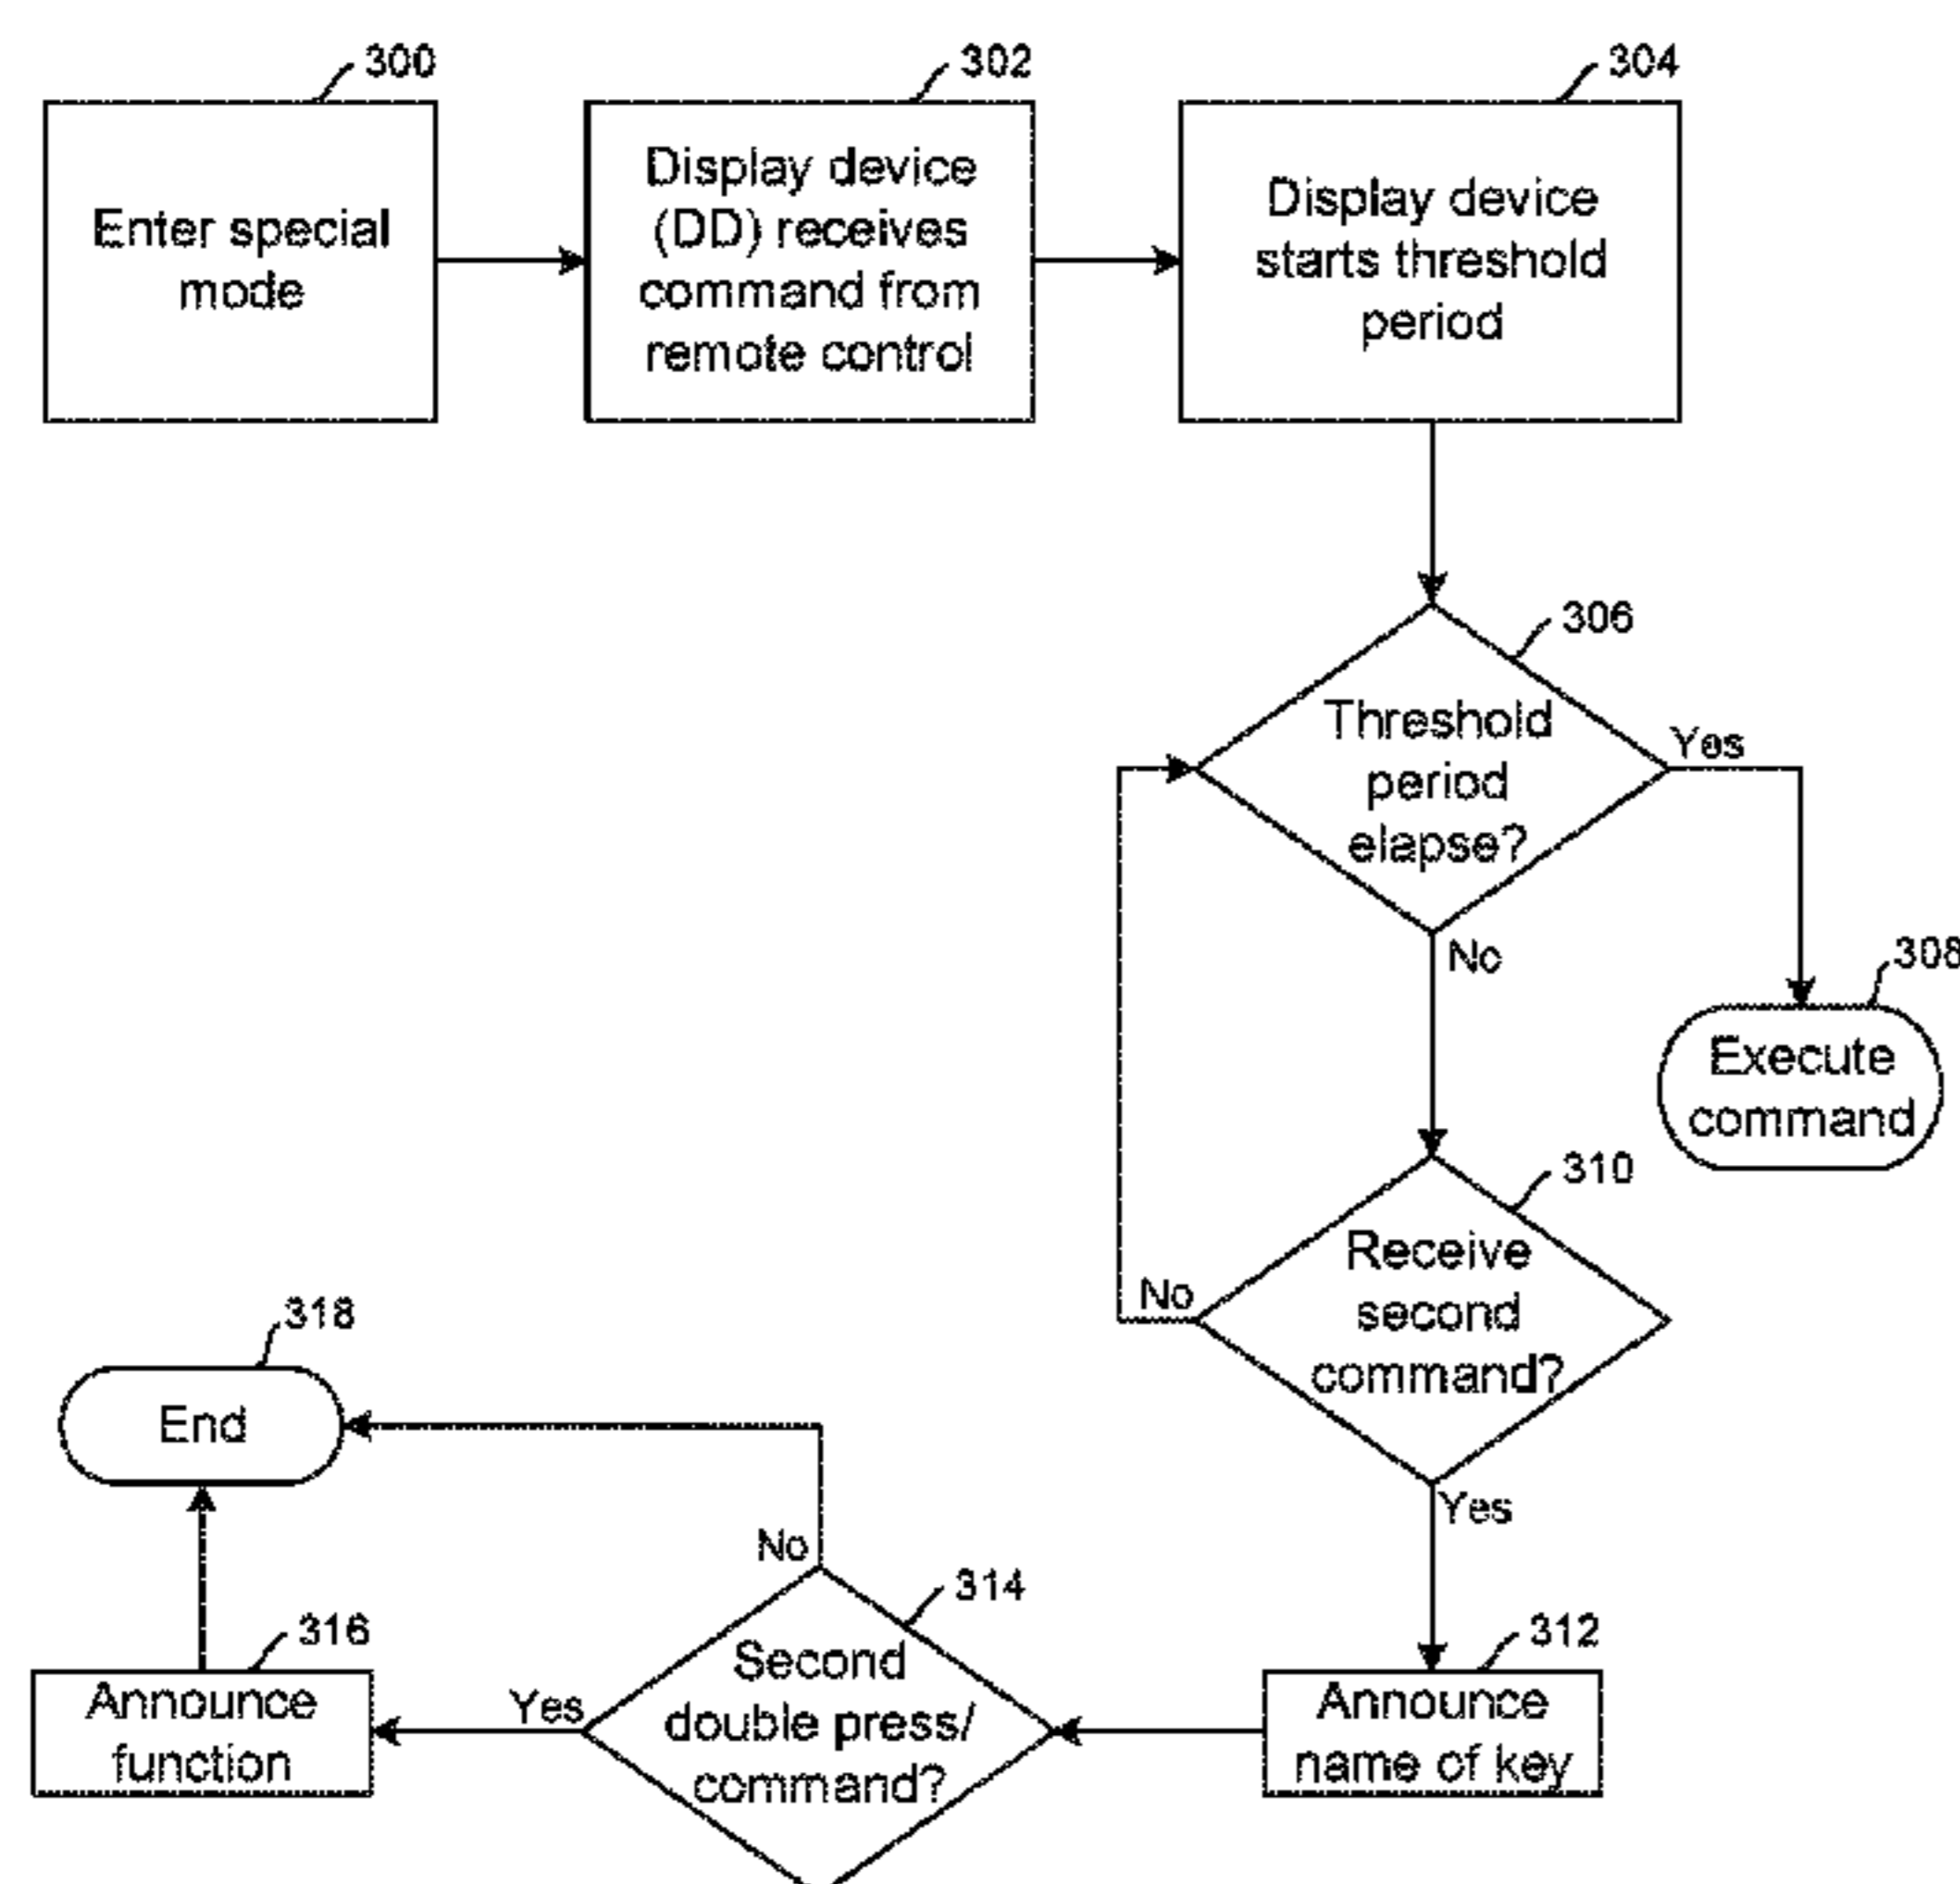 300
Enter special
mode
302
Display device
(DD) receives
command from
remote control
304
Display device
starts threshold
period
306
Threshold
period
elapse?
Yes
No
308
Execute
command
310
Receive
second
command?
No
Yes
312
Announce
name of key
314
Second
double press/
command?
No
Yes
316
Announce
function
318
End